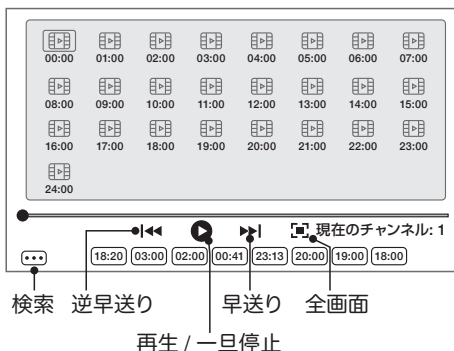 00:00 01:00 02:00 03:00 04:00 05:00 06:00 07:00
08:00 09:00 10:00 11:00 12:00 13:00 14:00 15:00
16:00 17:00 18:00 19:00 20:00 21:00 22:00 23:00
24:00
現在のチャンネル: 1
18:20 03:00 02:00 00:41 23:13 20:00 19:00 18:00
検索 逆早送り 早送り 全画面
再生 / 一旦停止